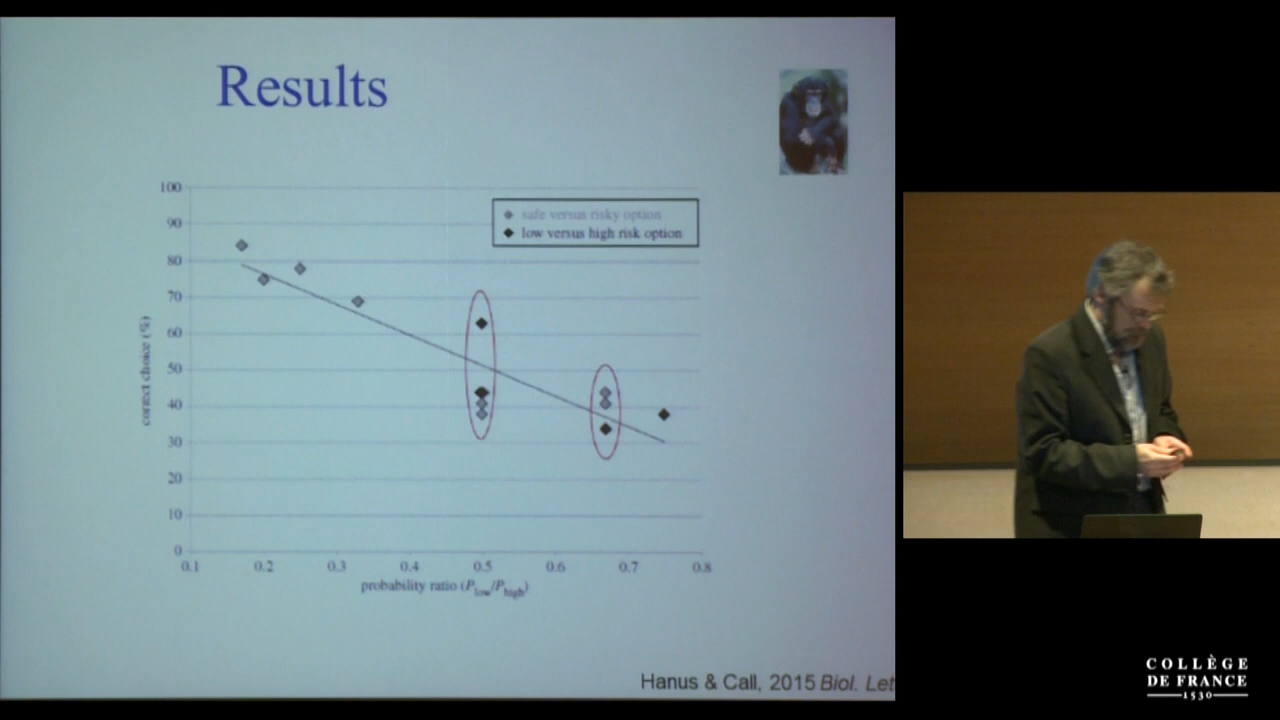 Results
100
90
80
70
60
50
40
30
20
10
0
correct choice (%)
safe versus risky option
low versus high risk option
0.1 0.2 0.3 0.4 0.5 0.6 0.7 0.8
probability ratio (Plow/Phigh)
Hanus & Call, 2015 Biol. Let
COLLÈGE
DE FRANCE
1530